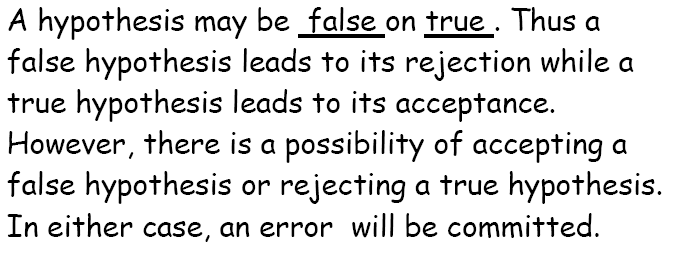 A hypothesis may be false on true . Thus a
false hypothesis leads to its rejection while a
true hypothesis leads to its acceptance.
However, there is a possibility of accepting a
false hypothesis or rejecting a true hypothesis.
In either case, an error  will be committed.